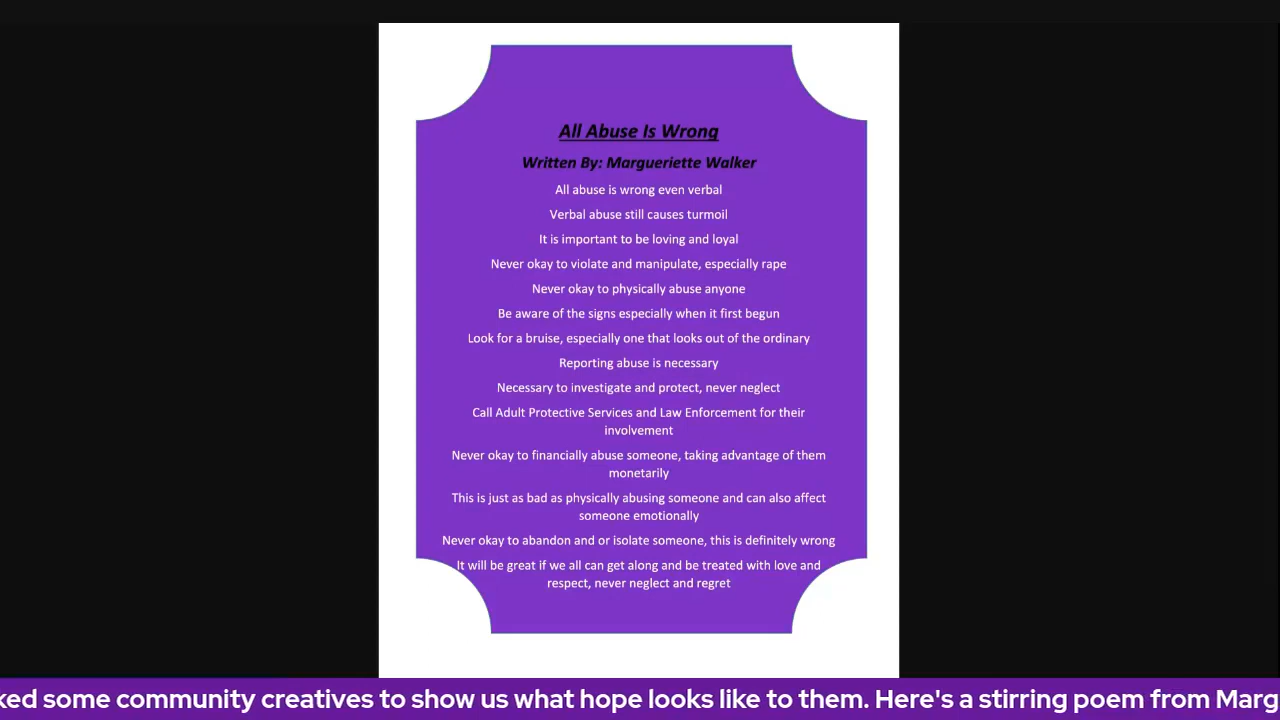 All Abuse Is Wrong
Written By: Margueriette Walker
All abuse is wrong even verbal
Verbal abuse still causes turmoil
It is important to be loving and loyal
Never okay to violate and manipulate, especially rape
Never okay to physically abuse anyone
Be aware of the signs especially when it first begun
Look for a bruise, especially one that looks out of the ordinary
Reporting abuse is necessary
Necessary to investigate and protect, never neglect
Call Adult Protective Services and Law Enforcement for their
involvement
Never okay to financially abuse someone, taking advantage of them
monetarily
This is just as bad as physically abusing someone and can also affect
someone emotionally
Never okay to abandon and or isolate someone, this is definitely wrong
It will be great if we all can get along and be treated with love and
respect, never neglect and regret
ked some community creatives to show us what hope looks like to them. Here's a stirring poem from Marg